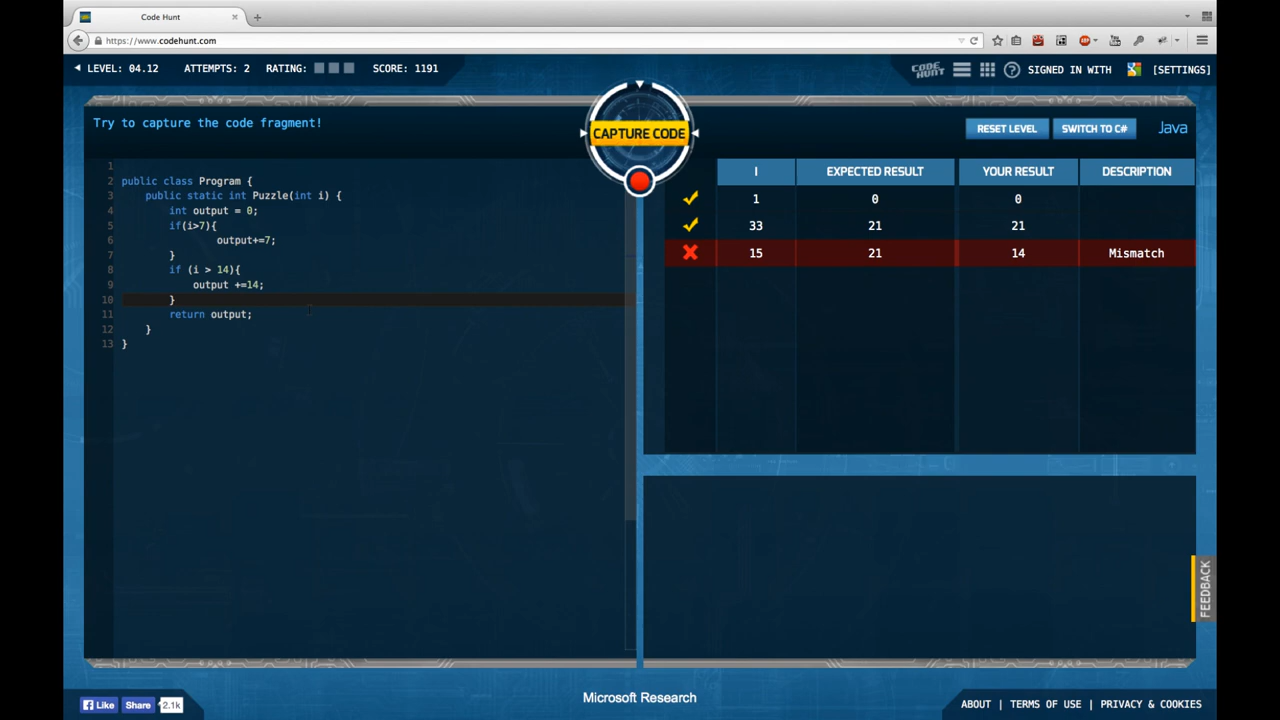 Code Hunt
https://www.codehunt.com
LEVEL: 04.12 ATTEMPTS: 2 RATING: SCORE: 1191
CODE HUNT
SIGNED IN WITH [SETTINGS]
Try to capture the code fragment!
CAPTURE CODE
RESET LEVEL SWITCH TO C# Java
1
2 public class Program {
3 public static int Puzzle(int i) {
4 int output = 0;
5 if(i>7){
6 output+=7;
7 }
8 if (i > 14){
9 output +=14;
10 }
11 return output;
12 }
13 }
I EXPECTED RESULT YOUR RESULT DESCRIPTION
1 0 0
33 21 21
15 21 14 Mismatch
FEEDBACK
Like Share 2.1k
Microsoft Research
ABOUT | TERMS OF USE | PRIVACY & COOKIES